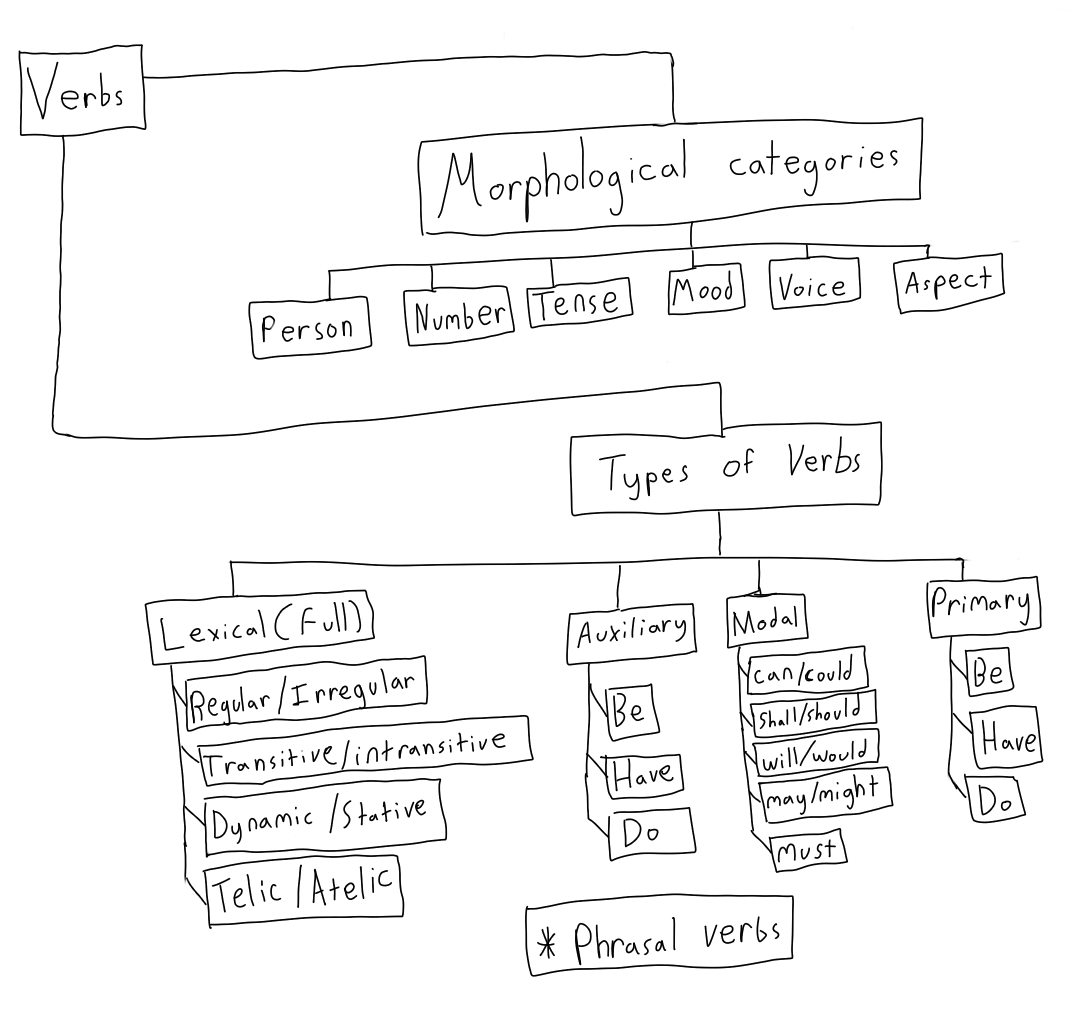 Verbs
Morphological categories
Person
Number
Tense
Mood
Voice
Aspect
Types of Verbs
Lexical (Full)
Regular/Irregular
Transitive/intransitive
Dynamic/Stative
Telic/Atelic
Auxiliary
Be
Have
Do
Modal
can/could
shall/should
will/would
may/might
Must
Primary
Be
Have
Do
* Phrasal verbs